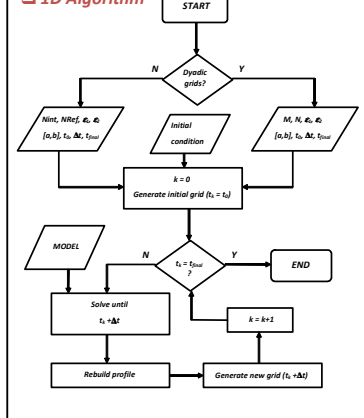 1D Algorithm
START
N
Dyadic
grids?
Y
Nint, NRef, ε₁, ε₂
[a,b], t₀, Δt, t_final
Initial
condition
M, N, ε₁, ε₂
[a,b], t₀, Δt, t_final
k = 0
Generate initial grid (t_k = t₀)
MODEL
N
t_k = t_final
?
Y
END
Solve until
t_k +Δt
k = k+1
Rebuild profile
Generate new grid (t_k +Δt)